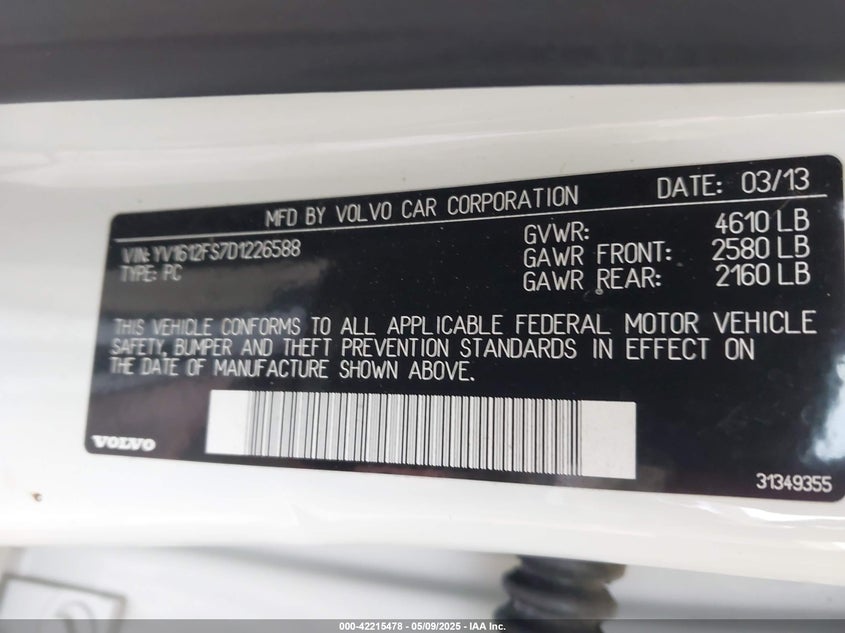 MFD BY VOLVO CAR CORPORATION DATE: 03/13
VIN: YV1612FS7D1226588
TYPE: PC
GVWR: 4610 LB
GAWR FRONT: 2580 LB
GAWR REAR: 2160 LB
THIS VEHICLE CONFORMS TO ALL APPLICABLE FEDERAL MOTOR VEHICLE
SAFETY, BUMPER AND THEFT PREVENTION STANDARDS IN EFFECT ON
THE DATE OF MANUFACTURE SHOWN ABOVE.
VOLVO
31349355
000-42215478 | 05/09/2025 - IAA Inc.